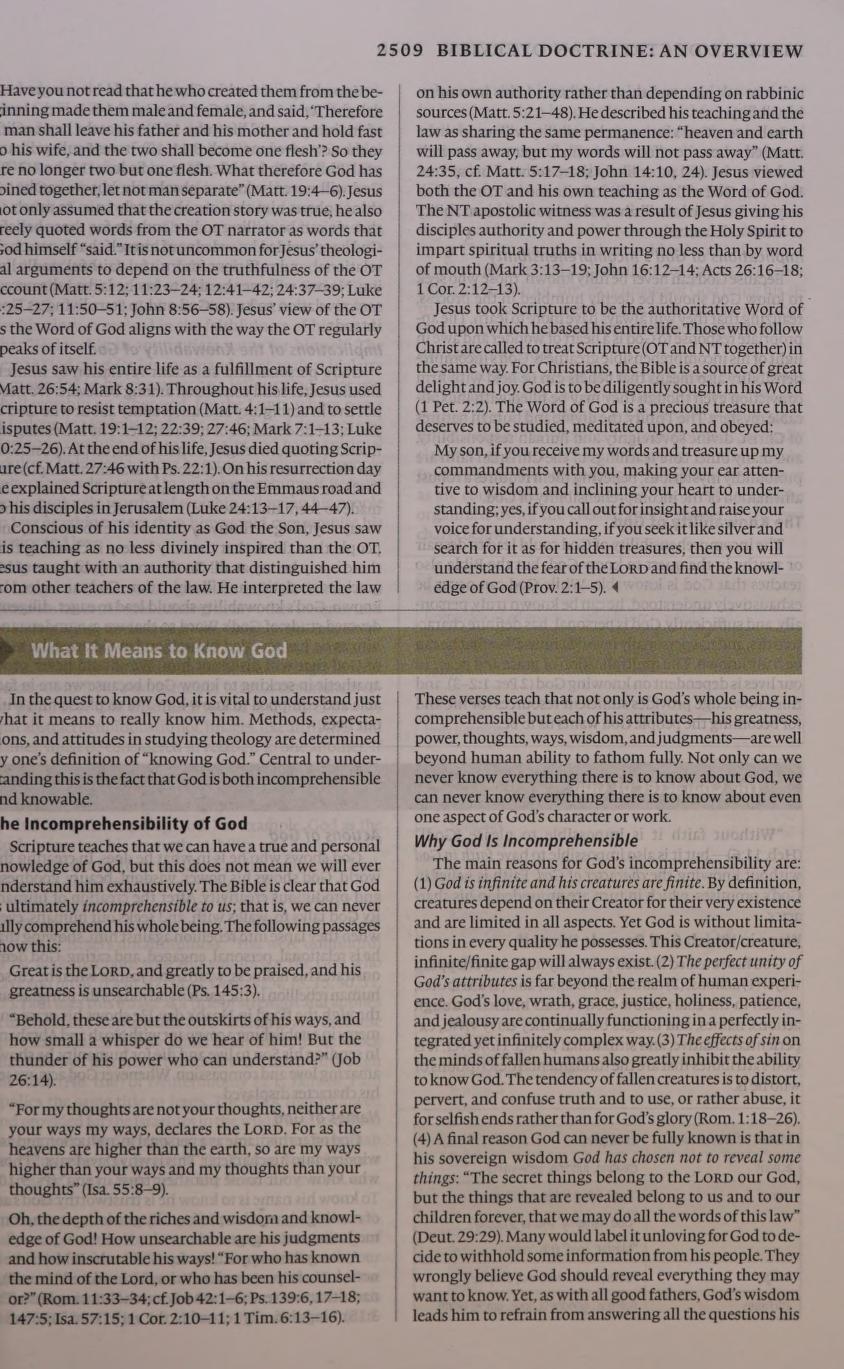 2509 BIBLICAL DOCTRINE: AN OVERVIEW
Have you not read that he who created them from the be-
inning made them male and female, and said, ‘Therefore
man shall leave his father and his mother and hold fast
o his wife, and the two shall become one flesh’? So they
re no longer two but one flesh. What therefore God has
oined together, let not man separate” (Matt. 19:4–6). Jesus
ot only assumed that the creation story was true, he also
reely quoted words from the OT narrator as words that
God himself “said.” It is not uncommon for Jesus’ theologi-
al arguments to depend on the truthfulness of the OT
ccount (Matt. 5:12; 11:23–24; 12:41–42; 24:37–39; Luke
:25–27; 11:50–51; John 8:56–58). Jesus’ view of the OT
s the Word of God aligns with the way the OT regularly
peaks of itself.
Jesus saw his entire life as a fulfillment of Scripture
Matt. 26:54; Mark 8:31). Throughout his life, Jesus used
cripture to resist temptation (Matt. 4:1–11) and to settle
isputes (Matt. 19:1–12; 22:39; 27:46; Mark 7:1–13; Luke
0:25–26). At the end of his life, Jesus died quoting Scrip-
ure (cf. Matt. 27:46 with Ps. 22:1). On his resurrection day
e explained Scripture at length on the Emmaus road and
o his disciples in Jerusalem (Luke 24:13–17, 44–47).
Conscious of his identity as God the Son, Jesus saw
is teaching as no less divinely inspired than the OT.
esus taught with an authority that distinguished him
rom other teachers of the law. He interpreted the law
on his own authority rather than depending on rabbinic
sources (Matt. 5:21–48). He described his teaching and the
law as sharing the same permanence: “heaven and earth
will pass away, but my words will not pass away” (Matt.
24:35, cf. Matt. 5:17–18; John 14:10, 24). Jesus viewed
both the OT and his own teaching as the Word of God.
The NT apostolic witness was a result of Jesus giving his
disciples authority and power through the Holy Spirit to
impart spiritual truths in writing no less than by word
of mouth (Mark 3:13–19; John 16:12–14; Acts 26:16–18;
1 Cor. 2:12–13).
Jesus took Scripture to be the authoritative Word of
God upon which he based his entire life. Those who follow
Christ are called to treat Scripture (OT and NT together) in
the same way. For Christians, the Bible is a source of great
delight and joy. God is to be diligently sought in his Word
(1 Pet. 2:2). The Word of God is a precious treasure that
deserves to be studied, meditated upon, and obeyed:
My son, if you receive my words and treasure up my
commandments with you, making your ear atten-
tive to wisdom and inclining your heart to under-
standing; yes, if you call out for insight and raise your
voice for understanding, if you seek it like silver and
search for it as for hidden treasures, then you will
understand the fear of the LORD and find the knowl-
edge of God (Prov. 2:1–5).
What It Means to Know God
In the quest to know God, it is vital to understand just
hat it means to really know him. Methods, expecta-
ons, and attitudes in studying theology are determined
y one’s definition of “knowing God.” Central to under-
tanding this is the fact that God is both incomprehensible
nd knowable.
he Incomprehensibility of God
Scripture teaches that we can have a true and personal
nowledge of God, but this does not mean we will ever
nderstand him exhaustively. The Bible is clear that God
ultimately incomprehensible to us; that is, we can never
ully comprehend his whole being. The following passages
how this:
Great is the LORD, and greatly to be praised, and his
greatness is unsearchable (Ps. 145:3).
“Behold, these are but the outskirts of his ways, and
how small a whisper do we hear of him! But the
thunder of his power who can understand?” (Job
26:14).
“For my thoughts are not your thoughts, neither are
your ways my ways, declares the LORD. For as the
heavens are higher than the earth, so are my ways
higher than your ways and my thoughts than your
thoughts” (Isa. 55:8–9).
Oh, the depth of the riches and wisdom and knowl-
edge of God! How unsearchable are his judgments
and how inscrutable his ways! “For who has known
the mind of the Lord, or who has been his counsel-
or?” (Rom. 11:33–34; cf. Job 42:1–6; Ps. 139:6, 17–18;
147:5; Isa. 57:15; 1 Cor. 2:10–11; 1 Tim. 6:13–16).
These verses teach that not only is God’s whole being in-
comprehensible but each of his attributes—his greatness,
power, thoughts, ways, wisdom, and judgments—are well
beyond human ability to fathom fully. Not only can we
never know everything there is to know about God, we
can never know everything there is to know about even
one aspect of God’s character or work.
Why God Is Incomprehensible
The main reasons for God’s incomprehensibility are:
(1) God is infinite and his creatures are finite. By definition,
creatures depend on their Creator for their very existence
and are limited in all aspects. Yet God is without limita-
tions in every quality he possesses. This Creator/creature,
infinite/finite gap will always exist. (2) The perfect unity of
God’s attributes is far beyond the realm of human experi-
ence. God’s love, wrath, grace, justice, holiness, patience,
and jealousy are continually functioning in a perfectly in-
tegrated yet infinitely complex way. (3) The effects of sin on
the minds of fallen humans also greatly inhibit the ability
to know God. The tendency of fallen creatures is to distort,
pervert, and confuse truth and to use, or rather abuse, it
for selfish ends rather than for God’s glory (Rom. 1:18–26).
(4) A final reason God can never be fully known is that in
his sovereign wisdom God has chosen not to reveal some
things: “The secret things belong to the LORD our God,
but the things that are revealed belong to us and to our
children forever, that we may do all the words of this law”
(Deut. 29:29). Many would label it unloving for God to de-
cide to withhold some information from his people. They
wrongly believe God should reveal everything they may
want to know. Yet, as with all good fathers, God’s wisdom
leads him to refrain from answering all the questions his